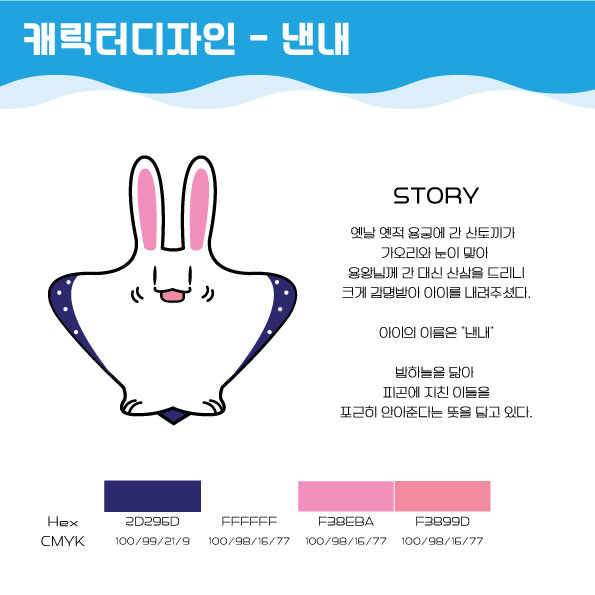 캐릭터디자인 - 낸내
STORY
옛날 옛적 용궁에 간 산토끼가
가오리와 눈이 맞아
용왕님께 간 대신 산삼을 드리니
크게 감명받아 아이를 내려주셨다.
아이의 이름은 "낸내"
밤하늘을 닮아
피곤에 지친 이들을
포근히 안아준다는 뜻을 담고 있다.
Hex 2D296D FFFFFF F38EBA F3899D
CMYK 100/99/21/9 100/98/16/77 100/98/16/77 100/98/16/77